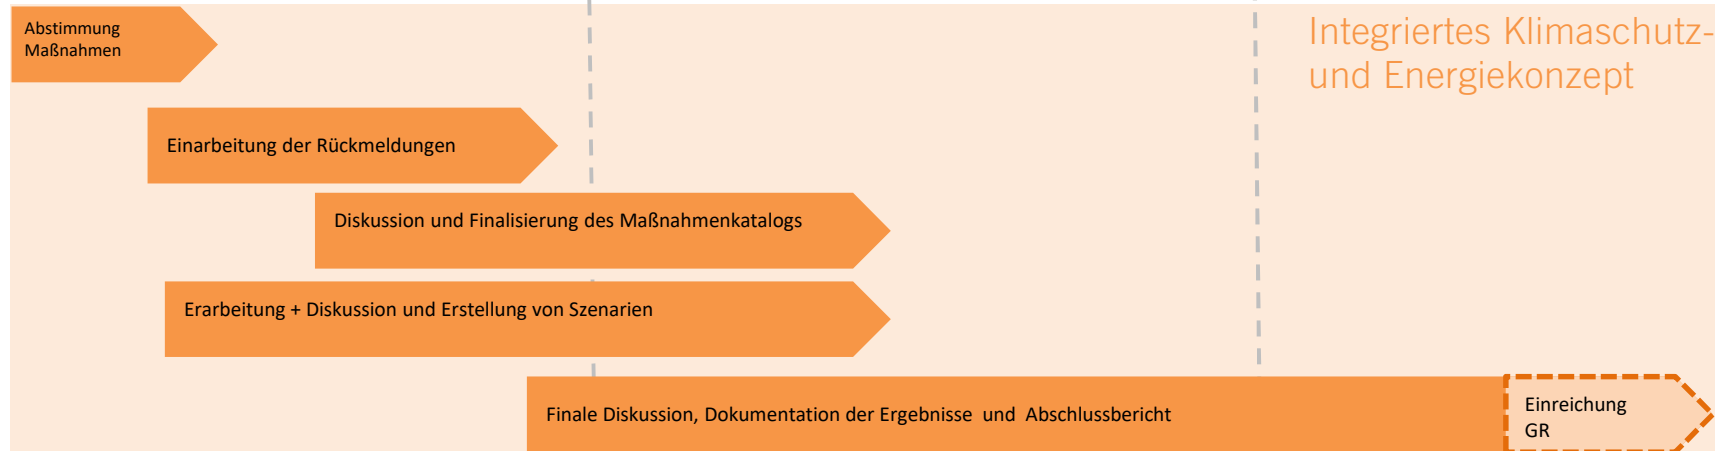 Abstimmung
Maßnahmen
Integriertes Klimaschutz-
und Energiekonzept
Einarbeitung der Rückmeldungen
Diskussion und Finalisierung des Maßnahmenkatalogs
Erarbeitung + Diskussion und Erstellung von Szenarien
Finale Diskussion, Dokumentation der Ergebnisse und Abschlussbericht
Einreichung
GR